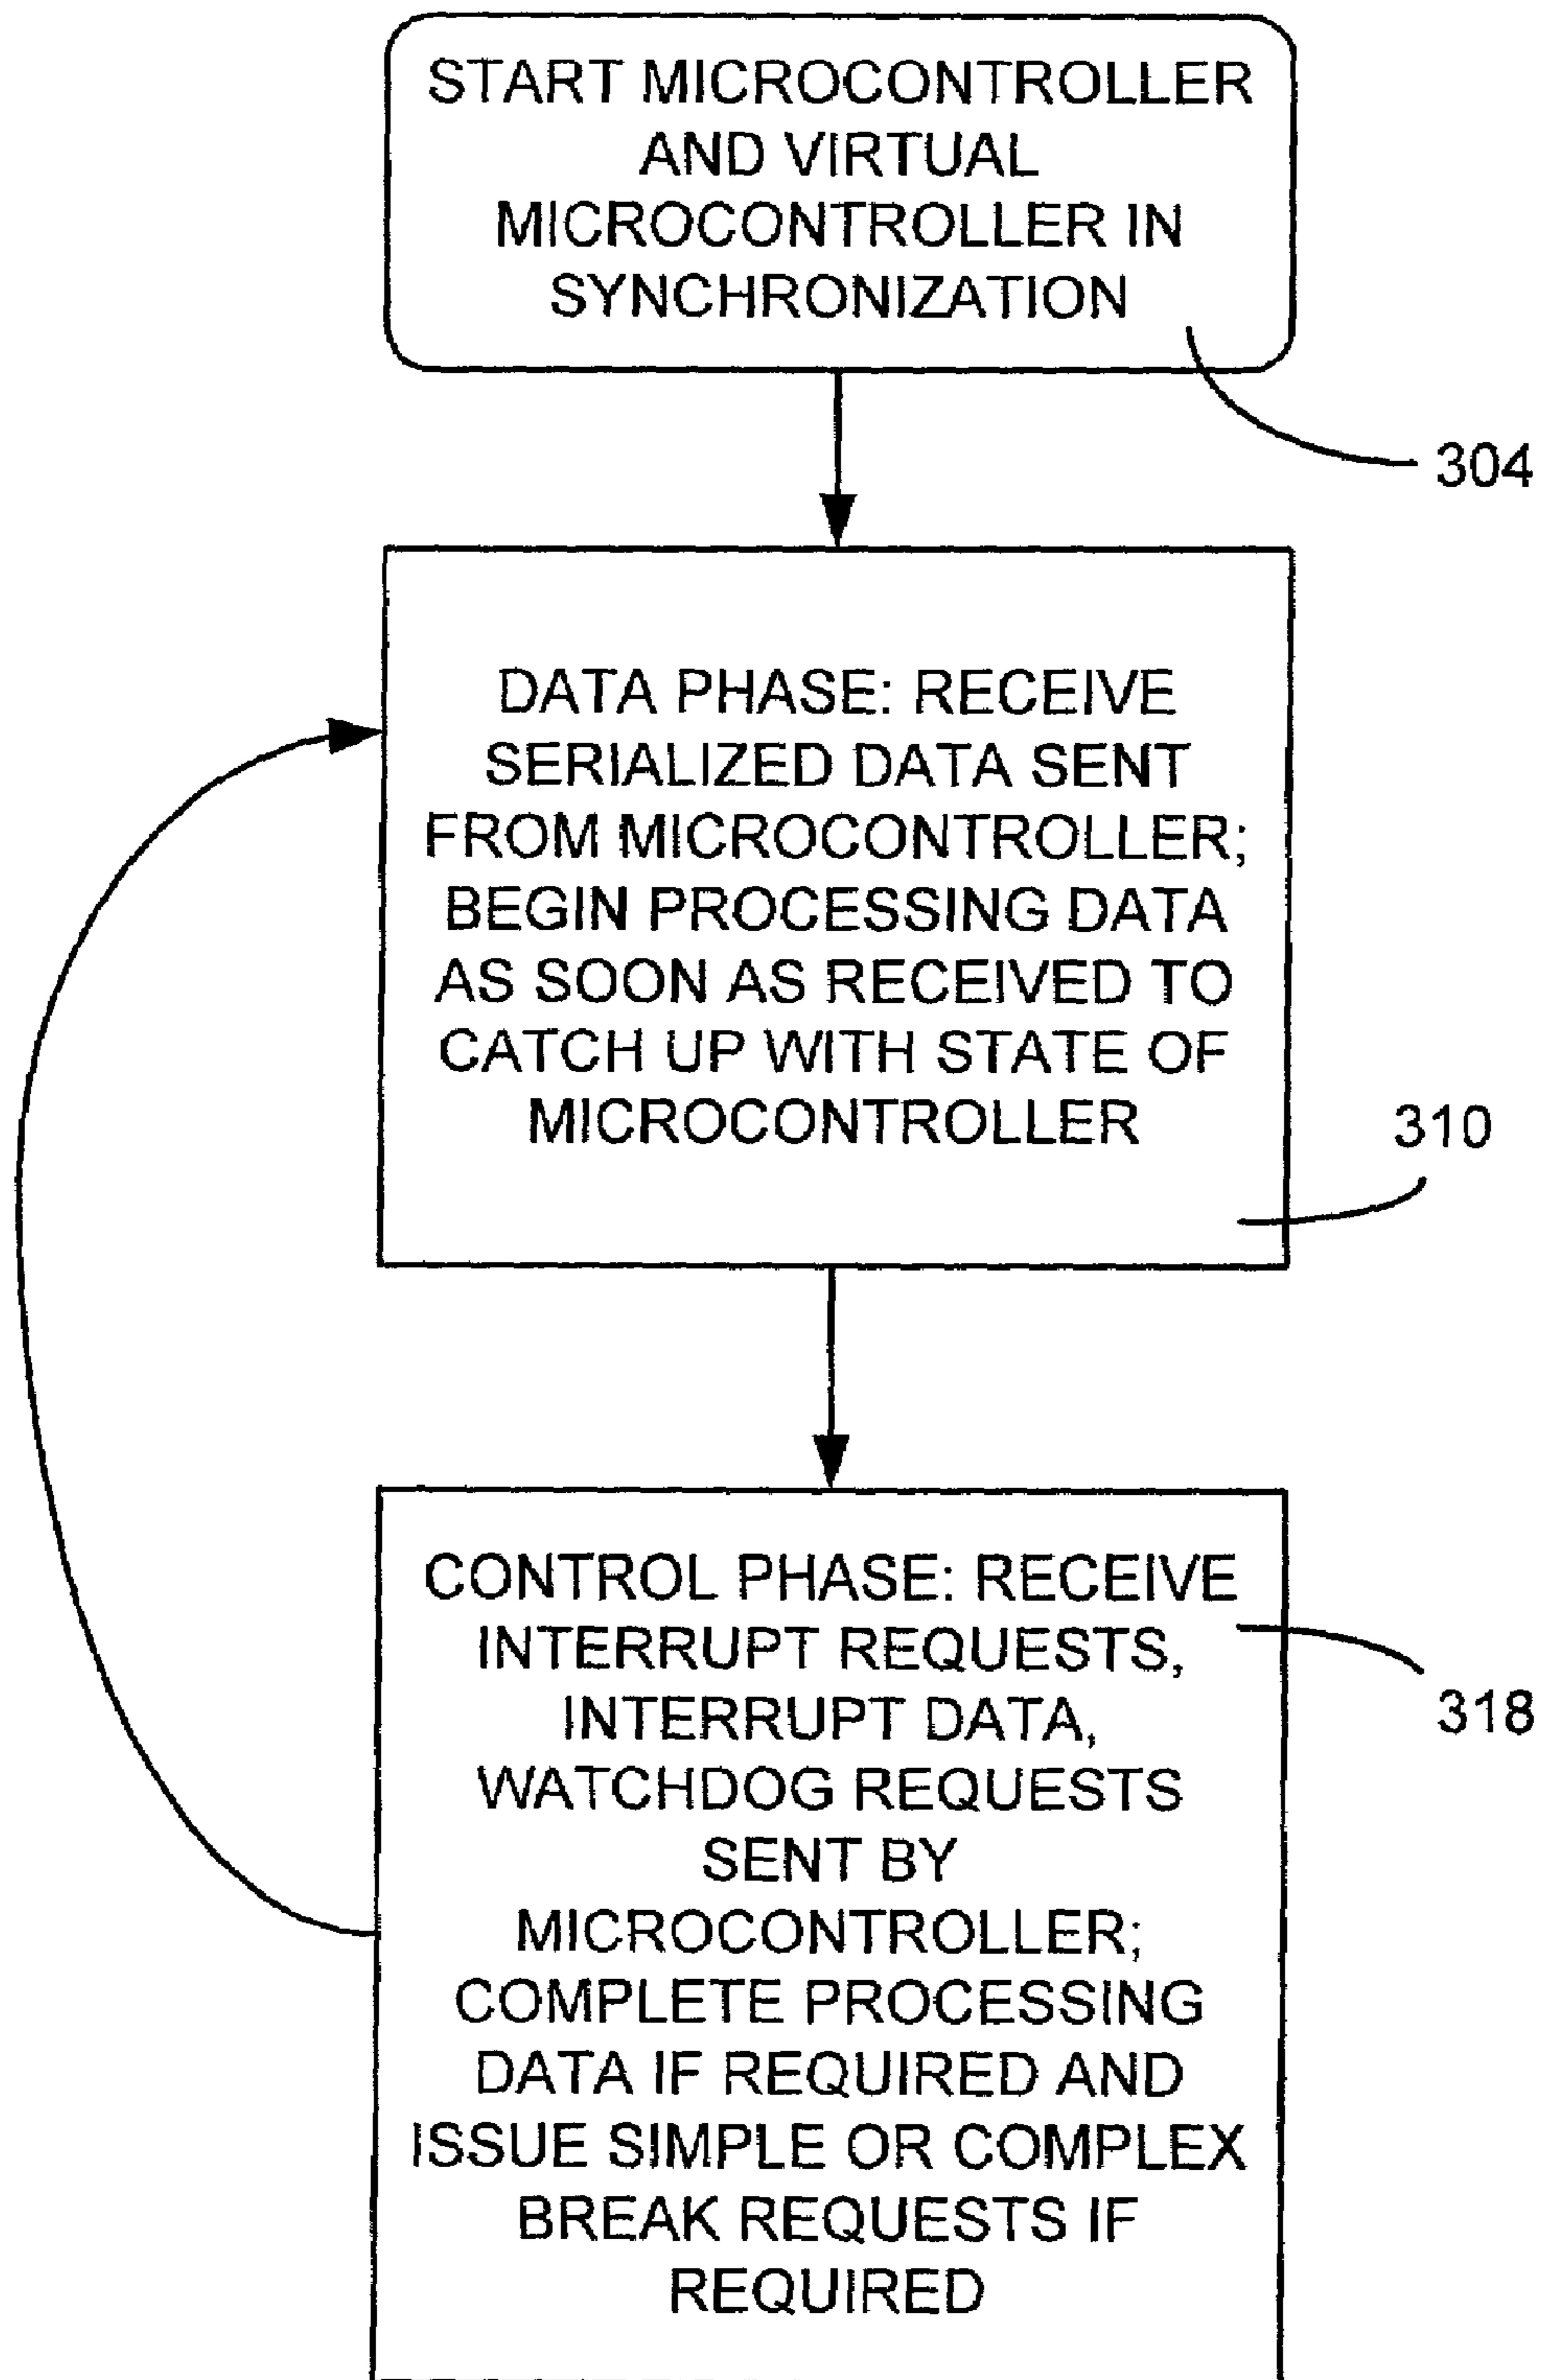 START MICROCONTROLLER
AND VIRTUAL
MICROCONTROLLER IN
SYNCHRONIZATION
304
DATA PHASE: RECEIVE
SERIALIZED DATA SENT
FROM MICROCONTROLLER;
BEGIN PROCESSING DATA
AS SOON AS RECEIVED TO
CATCH UP WITH STATE OF
MICROCONTROLLER
310
CONTROL PHASE: RECEIVE
INTERRUPT REQUESTS,
INTERRUPT DATA,
WATCHDOG REQUESTS
SENT BY
MICROCONTROLLER;
COMPLETE PROCESSING
DATA IF REQUIRED AND
ISSUE SIMPLE OR COMPLEX
BREAK REQUESTS IF
REQUIRED
318